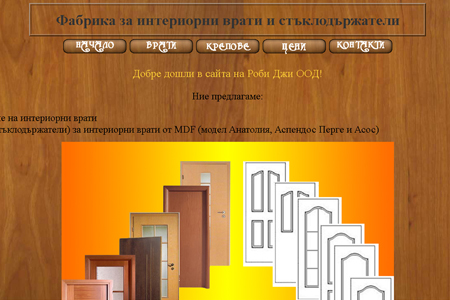 Фабрика за интериорни врати и стъклодържатели
НАЧАЛО ВРАТИ КРЕЛОВЕ ЦЕНИ КОНТАКТИ
Добре дошли в сайта на Роби Джи ООД!
Ние предлагаме:
е на интериорни врати
тъклодържатели) за интериорни врати от MDF (модел Анатолия, Аспендос Перге и Асос)